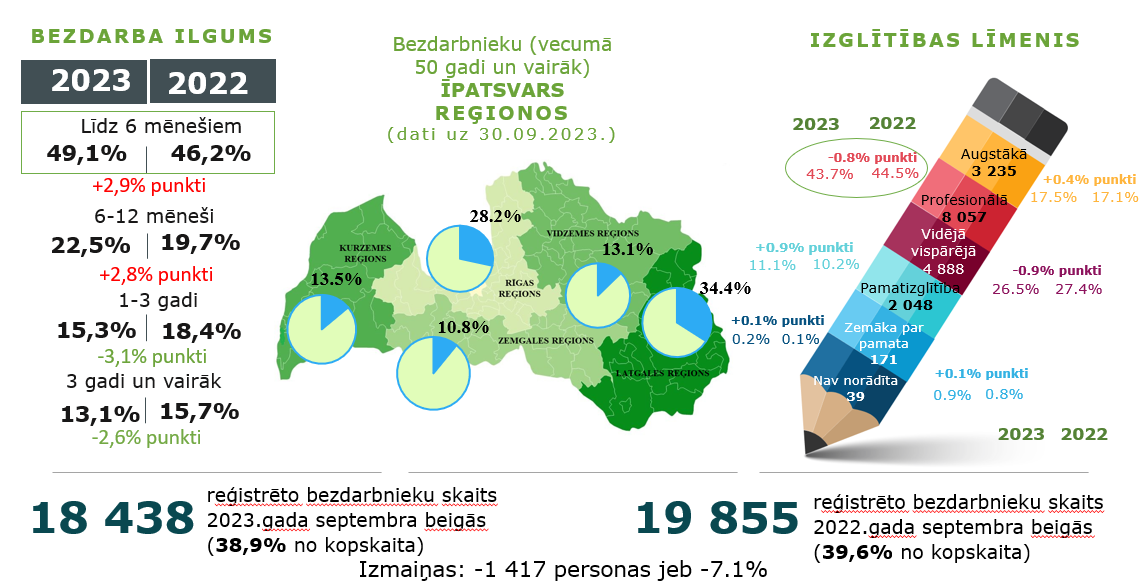 BEZDARBA ILGUMS
2023 2022
Līdz 6 mēnešiem
49,1% 46,2%
+2,9% punkti
6-12 mēneši
22,5% 19,7%
+2,8% punkti
1-3 gadi
15,3% 18,4%
-3,1% punkti
3 gadi un vairāk
13,1% 15,7%
-2,6% punkti
Bezdarbnieku (vecumā
50 gadi un vairāk)
ĪPATSVARS
REĢIONOS
(dati uz 30.09.2023.)
28.2%
KURZEMES
REĢIONS
13.5%
VIDZEMES REĢIONS
13.1%
RĪGAS
REĢIONS
34.4%
10.8%
ZEMGALES REĢIONS
LATGALES REĢIONS
IZGLĪTĪBAS LĪMENIS
2023 2022
-0.8% punkti
43.7% 44.5%
Augstākā
3 235
+0.4% punkti
17.5% 17.1%
Profesionālā
8 057
Vidējā
vispārējā
4 888
+0.9% punkti
11.1% 10.2%
-0.9% punkti
26.5% 27.4%
Pamatizglītība
2 048
+0.1% punkti
0.2% 0.1%
Zemāka par
pamata
171
Nav norādīta
39
+0.1% punkti
0.9% 0.8%
2023 2022
18 438
reģistrēto bezdarbnieku skaits
2023.gada septembra beigās
(38,9% no kopskaita)
19 855
reģistrēto bezdarbnieku skaits
2022.gada septembra beigās
(39,6% no kopskaita)
Izmaiņas: -1 417 personas jeb -7.1%